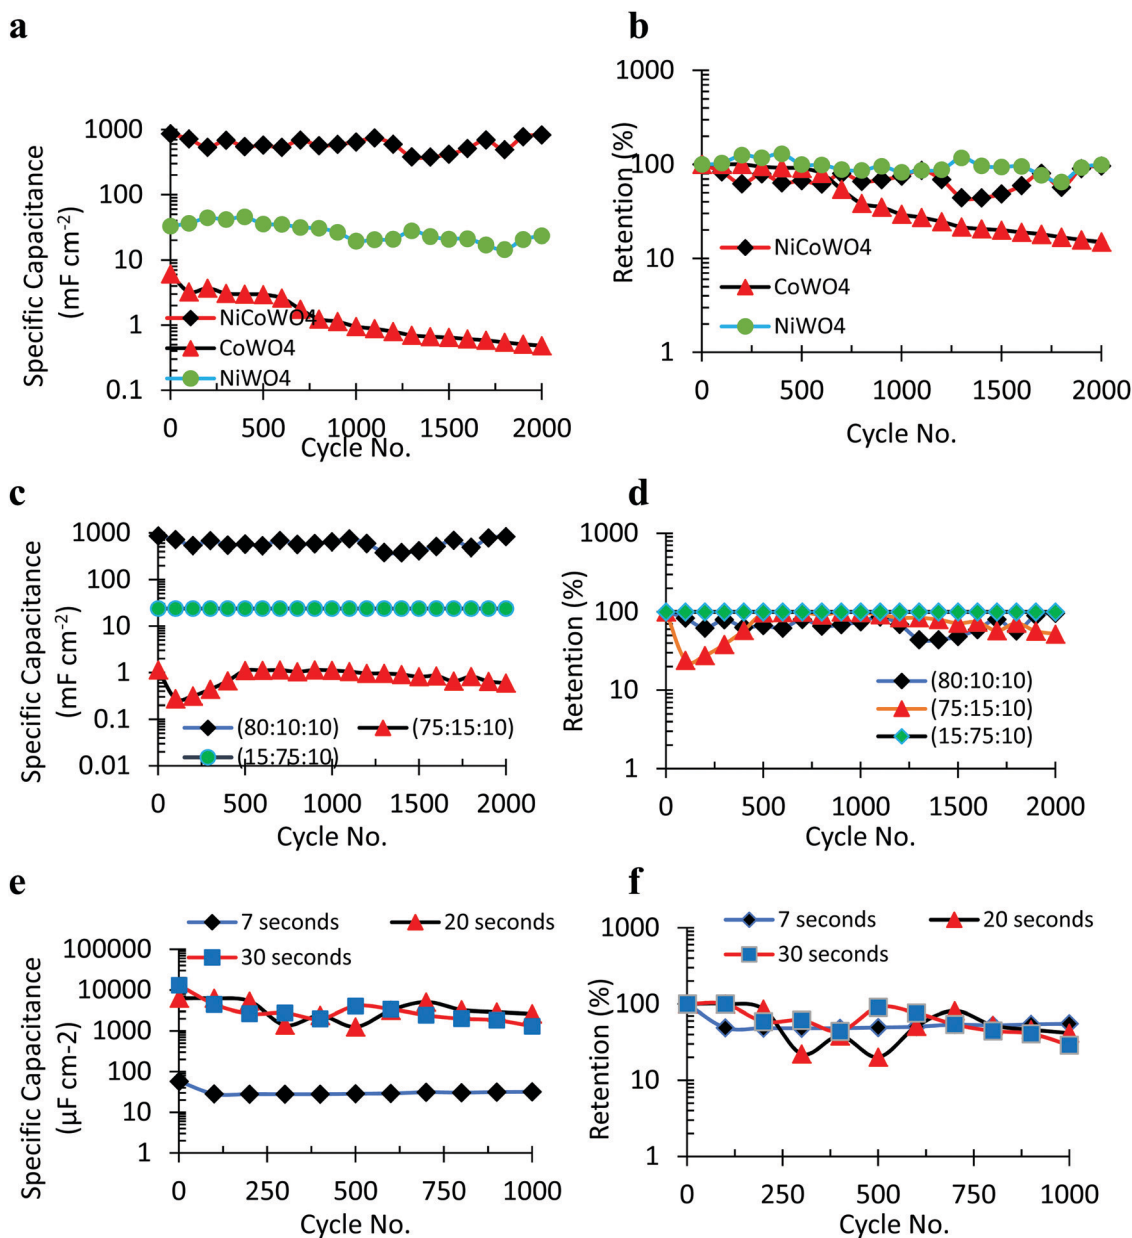 a
Specific Capacitance
(mF cm-2)
1000
100
10
1
0.1
NiCoWO4
CoWO4
NiWO4
0 500 1000 1500 2000
Cycle No.
b
Retention (%)
1000
100
10
1
NiCoWO4
CoWO4
NiWO4
0 500 1000 1500 2000
Cycle No.
c
Specific Capacitance
(mF cm-2)
1000
100
10
1
0.1
0.01
(80:10:10) (75:15:10)
(15:75:10)
0 500 1000 1500 2000
Cycle No.
d
Retention (%)
1000
100
10
1
(80:10:10)
(75:15:10)
(15:75:10)
0 500 1000 1500 2000
Cycle No.
e
7 seconds 20 seconds
30 seconds
Specific Capacitance
(µF cm-2)
100000
10000
1000
100
10
1
0 250 500 750 1000
Cycle No.
f
7 seconds 20 seconds
30 seconds
Retention (%)
1000
100
10
1
0 250 500 750 1000
Cycle No.